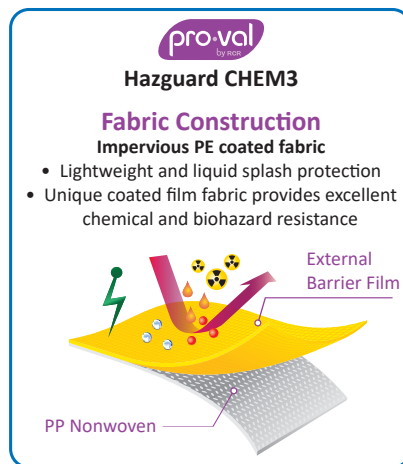 pro·val
by RCR
Hazguard CHEM3
Fabric Construction
Impervious PE coated fabric
• Lightweight and liquid splash protection
• Unique coated film fabric provides excellent
chemical and biohazard resistance
External
Barrier Film
PP Nonwoven